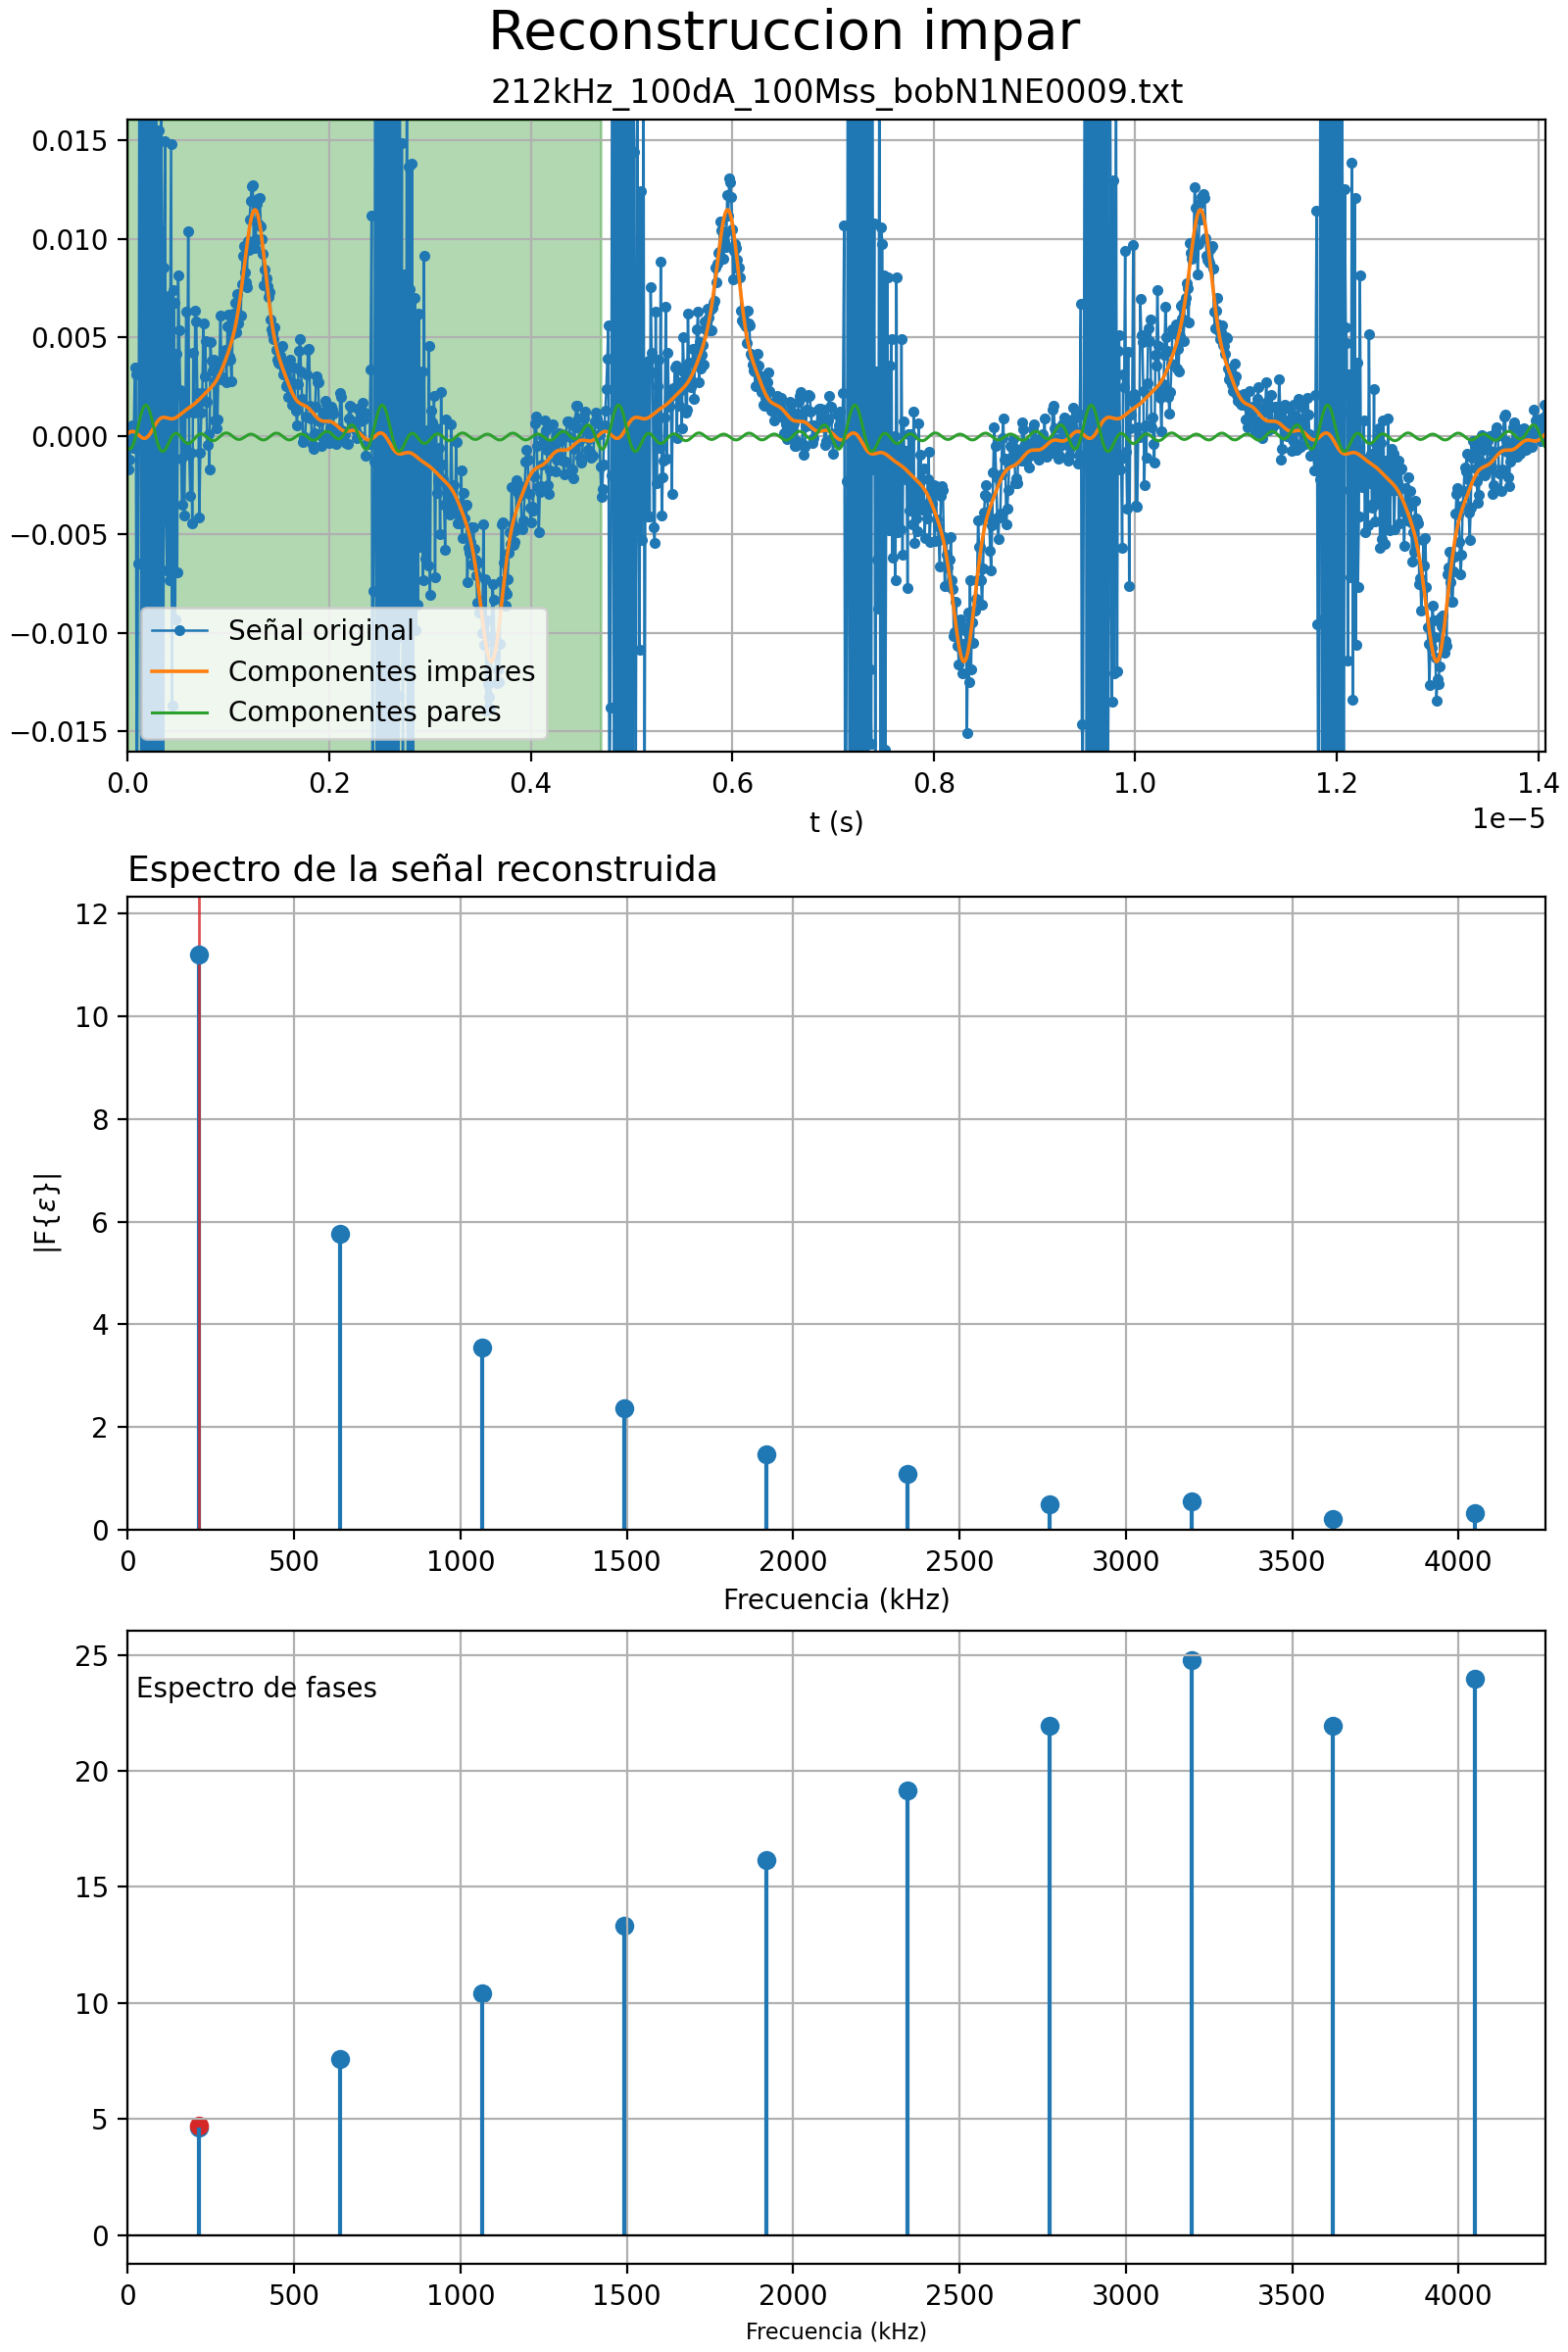 Reconstruccion impar
212kHz_100dA_100Mss_bobN1NE0009.txt
0.015
0.010
0.005
0.000
−0.005
−0.010
−0.015
Señal original
Componentes impares
Componentes pares
0.0 0.2 0.4 0.6 0.8 1.0 1.2 1.4
t (s)
1e−5
Espectro de la señal reconstruida
12
10
8
6
4
2
0
|F{ε}|
0 500 1000 1500 2000 2500 3000 3500 4000
Frecuencia (kHz)
25
Espectro de fases
20
15
10
5
0
0 500 1000 1500 2000 2500 3000 3500 4000
Frecuencia (kHz)